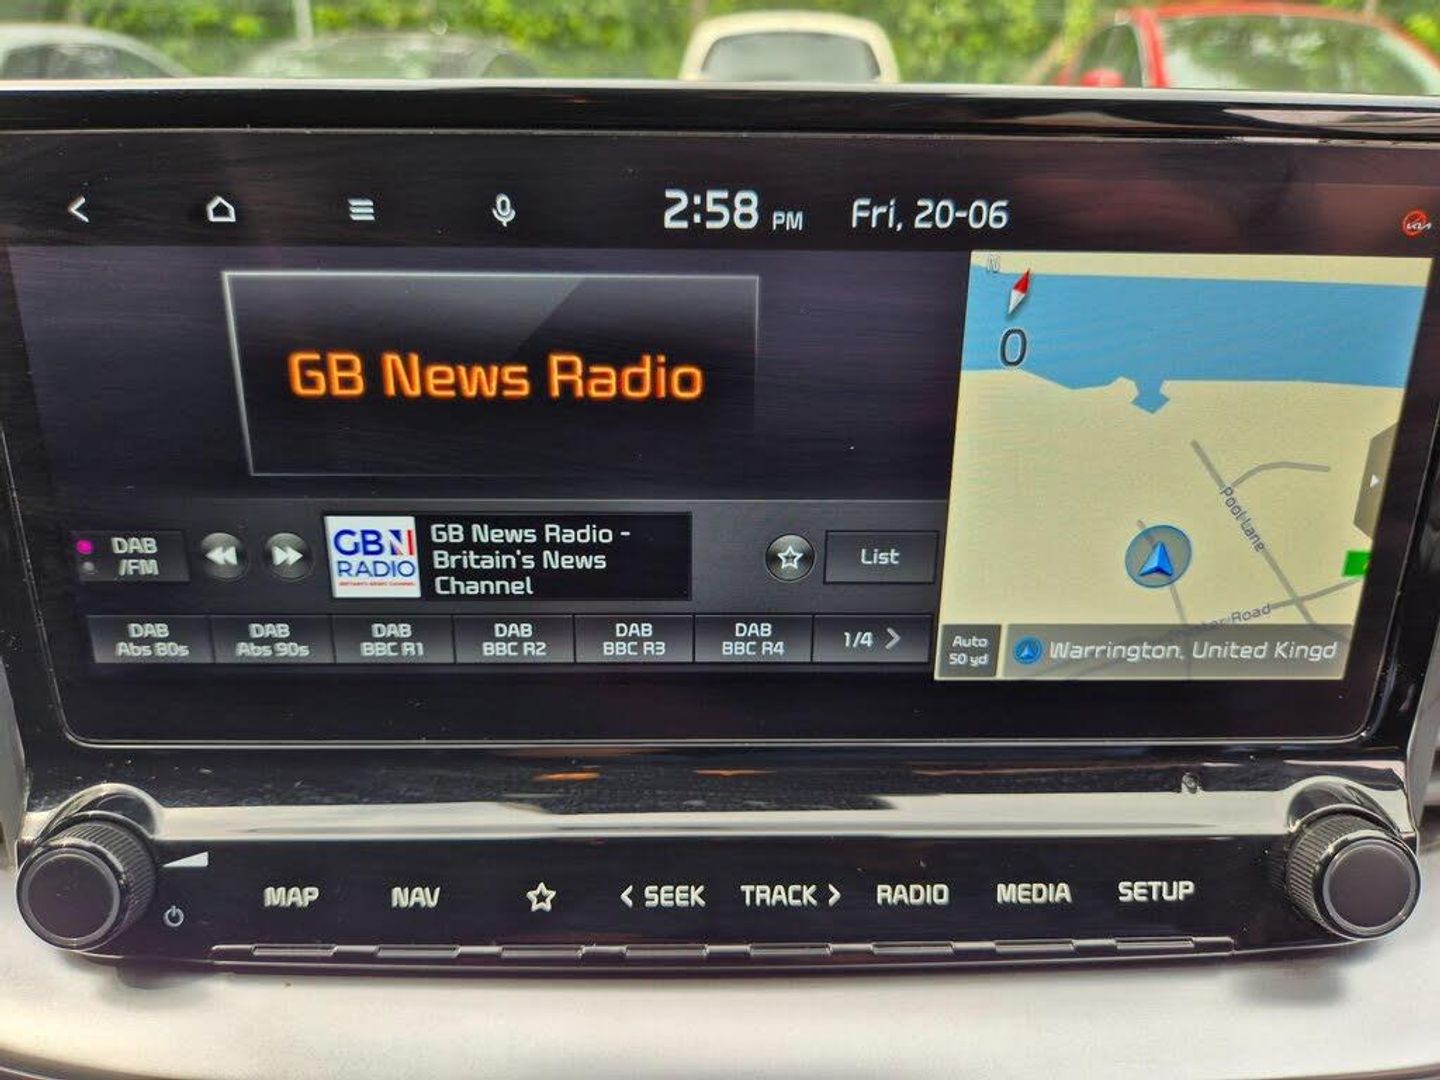 2:58 PM Fri, 20-06
GB News Radio
N
0
Pool Lane
Road
DAB
/FM
GBN
RADIO
GB News Radio -
Britain's News
Channel
List
DAB
Abs 80s
DAB
Abs 90s
DAB
BBC R1
DAB
BBC R2
DAB
BBC R3
DAB
BBC R4
1/4
Auto
50 yd
Warrington, United Kingd
MAP
NAV
SEEK
TRACK
RADIO
MEDIA
SETUP